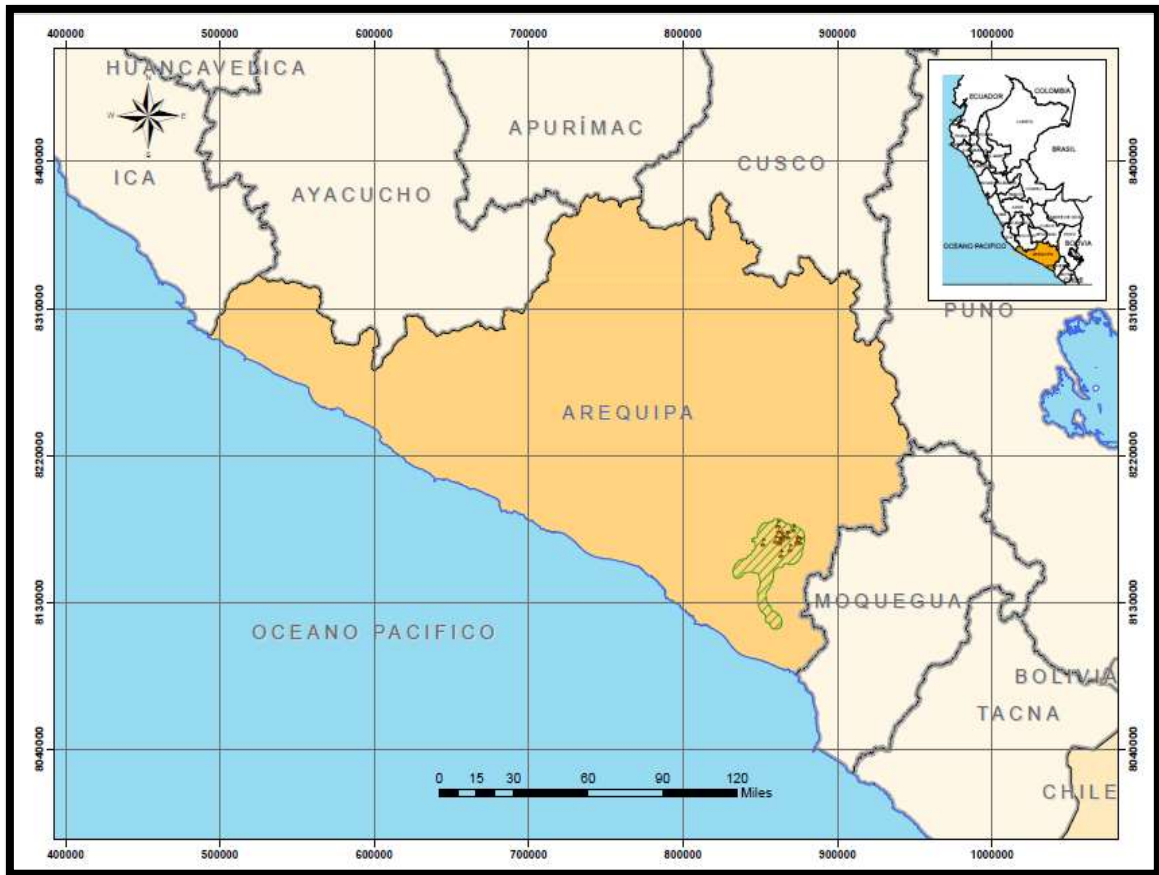 400000 500000 600000 700000 800000 900000 1000000
HUANCAVELICA
N
W E
S
APURÍMAC
CUSCO
ICA
AYACUCHO
8400000 8400000
ECUADOR
COLOMBIA
BRASIL
OCEANO PACIFICO
BOLIVIA
AREQUIPA
8310000 8310000
PUNO
AREQUIPA
8220000 8220000
8130000 8130000
MOQUEGUA
OCEANO PACIFICO
BOLIVIA
TACNA
8040000 8040000
0 15 30 60 90 120
Miles
CHILE
400000 500000 600000 700000 800000 900000 1000000